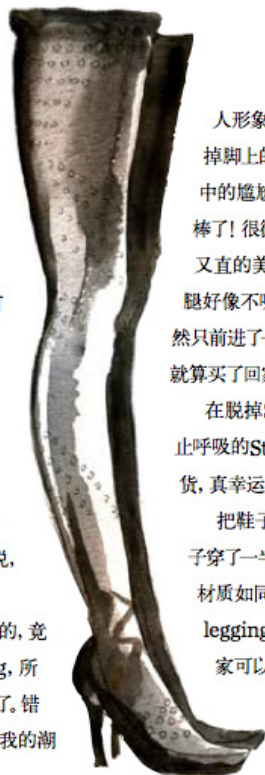 说,
的, 竟
g, 所
了。错
我的潮
人形象
掉脚上的
中的尴尬
棒了! 很
又直的美
腿好像不
然只前进了
就算买了回
在脱掉
止呼吸的St
货, 真幸运
把鞋子
子穿了一
材质如同
legging
家可以